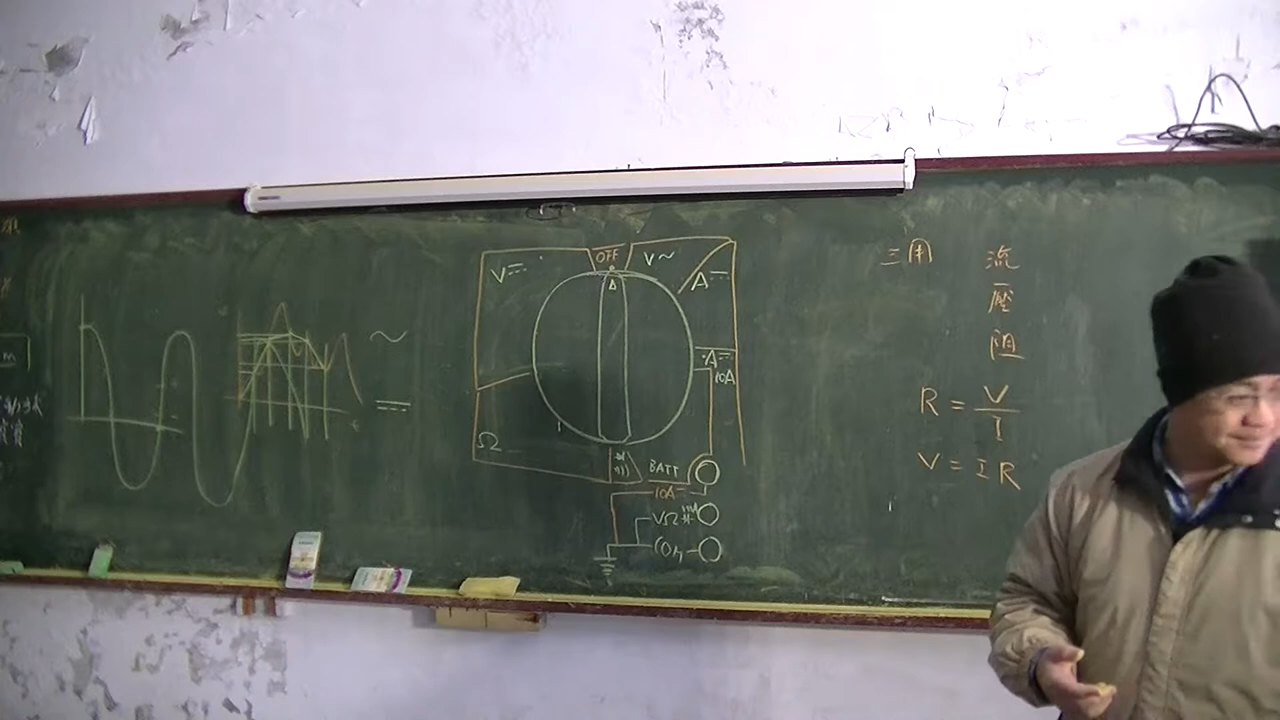 m
~
V⎓
OFF
V~
A⎓
A⎓
10A
Ω
BATT
10A
VΩ
COM
三用
流
壓
阻
R = V/I
V = IR